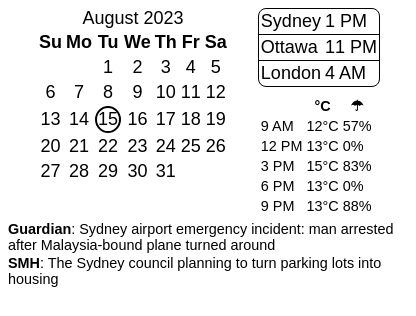 August 2023
Su Mo Tu We Th Fr Sa
1 2 3 4 5
6 7 8 9 10 11 12
13 14 15 16 17 18 19
20 21 22 23 24 25 26
27 28 29 30 31
Sydney 1 PM
Ottawa 11 PM
London 4 AM
°C ☂
9 AM 12°C 57%
12 PM 13°C 0%
3 PM 15°C 83%
6 PM 13°C 0%
9 PM 13°C 88%
Guardian: Sydney airport emergency incident: man arrested
after Malaysia-bound plane turned around
SMH: The Sydney council planning to turn parking lots into
housing